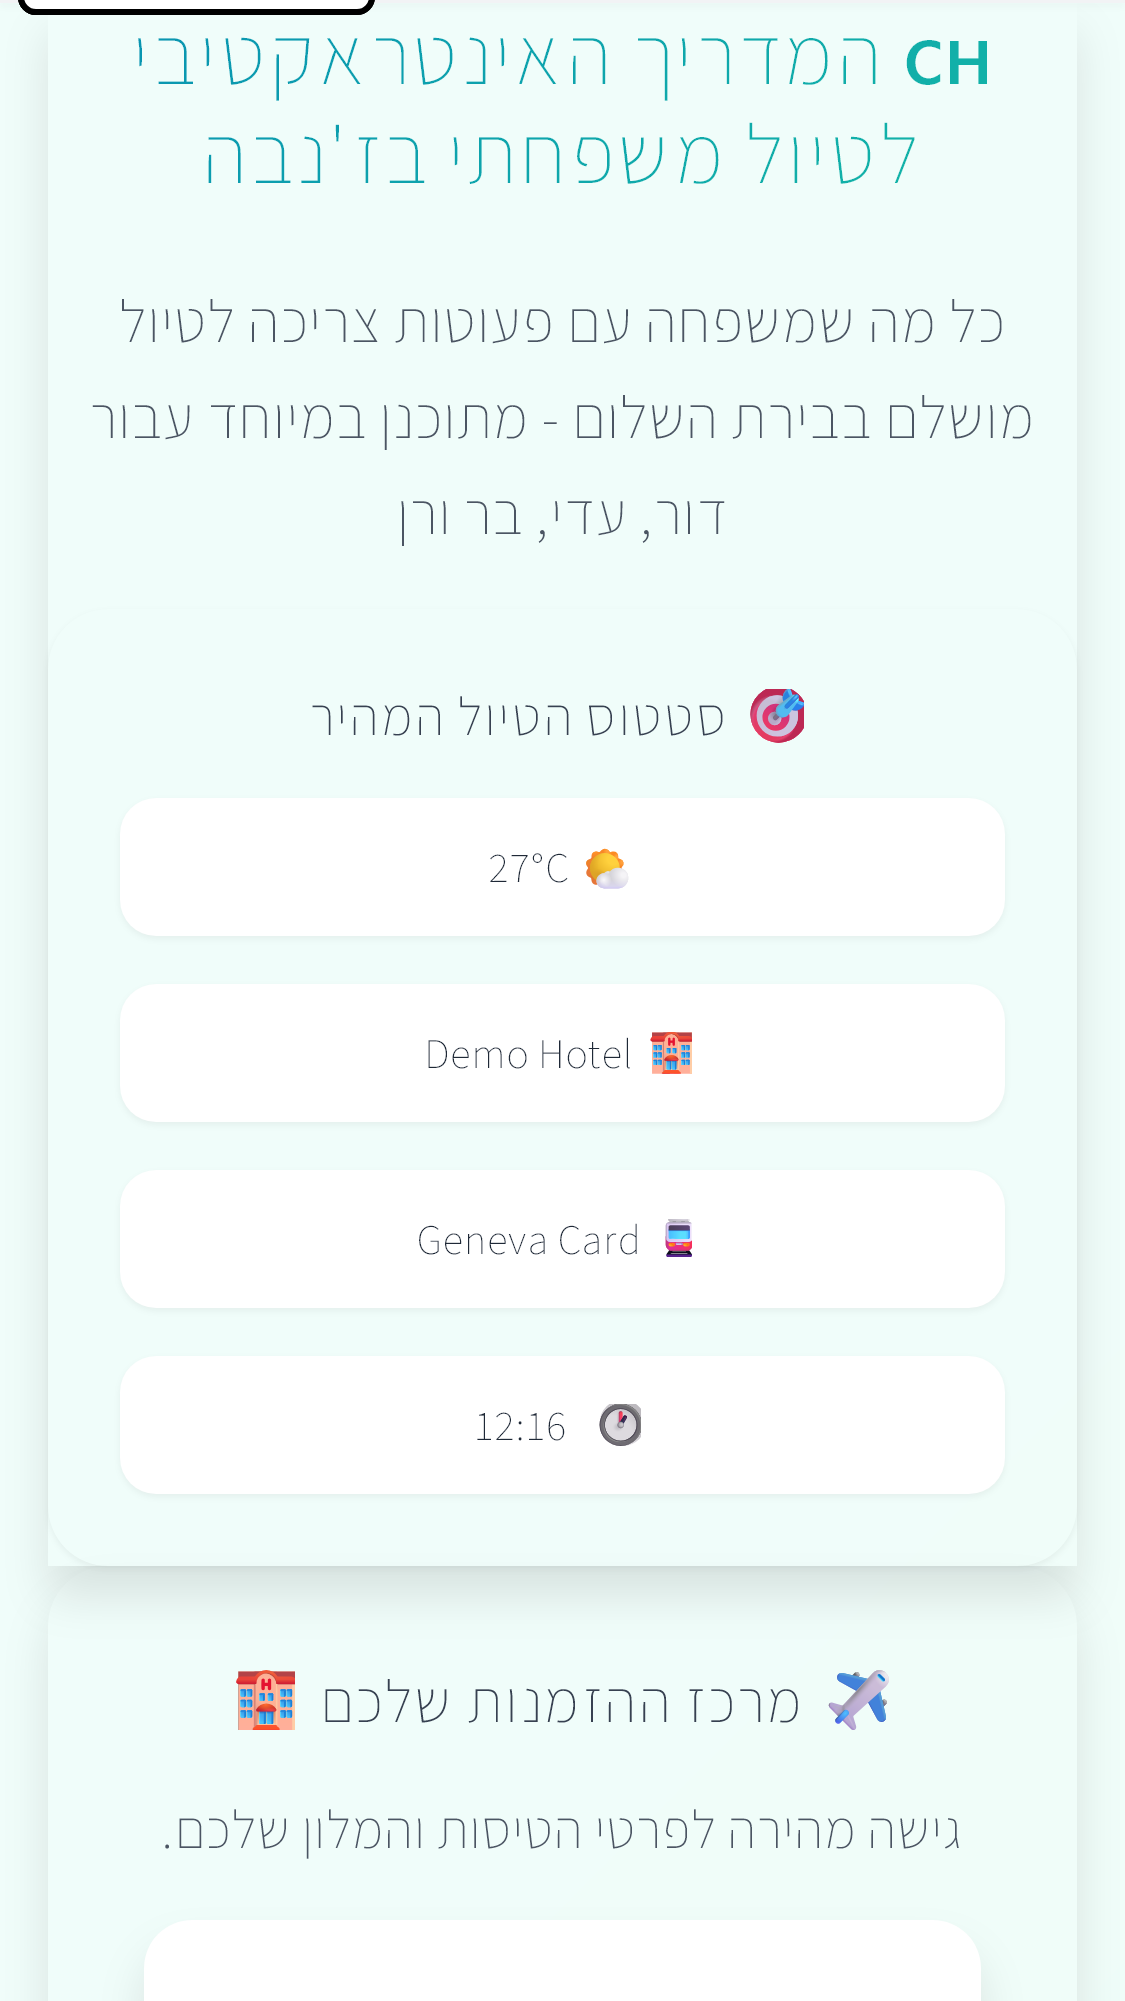 CH המדריך האינטראקטיבי
לטיול משפחתי בז'נבה
כל מה שמשפחה עם פעוטות צריכה לטיול
מושלם בבירת השלום - מתוכנן במיוחד עבור
דור, עדי, בר ורן
סטטוס הטיול המהיר
27°C
Demo Hotel
Geneva Card
12:16
מרכז ההזמנות שלכם
גישה מהירה לפרטי הטיסות והמלון שלכם.